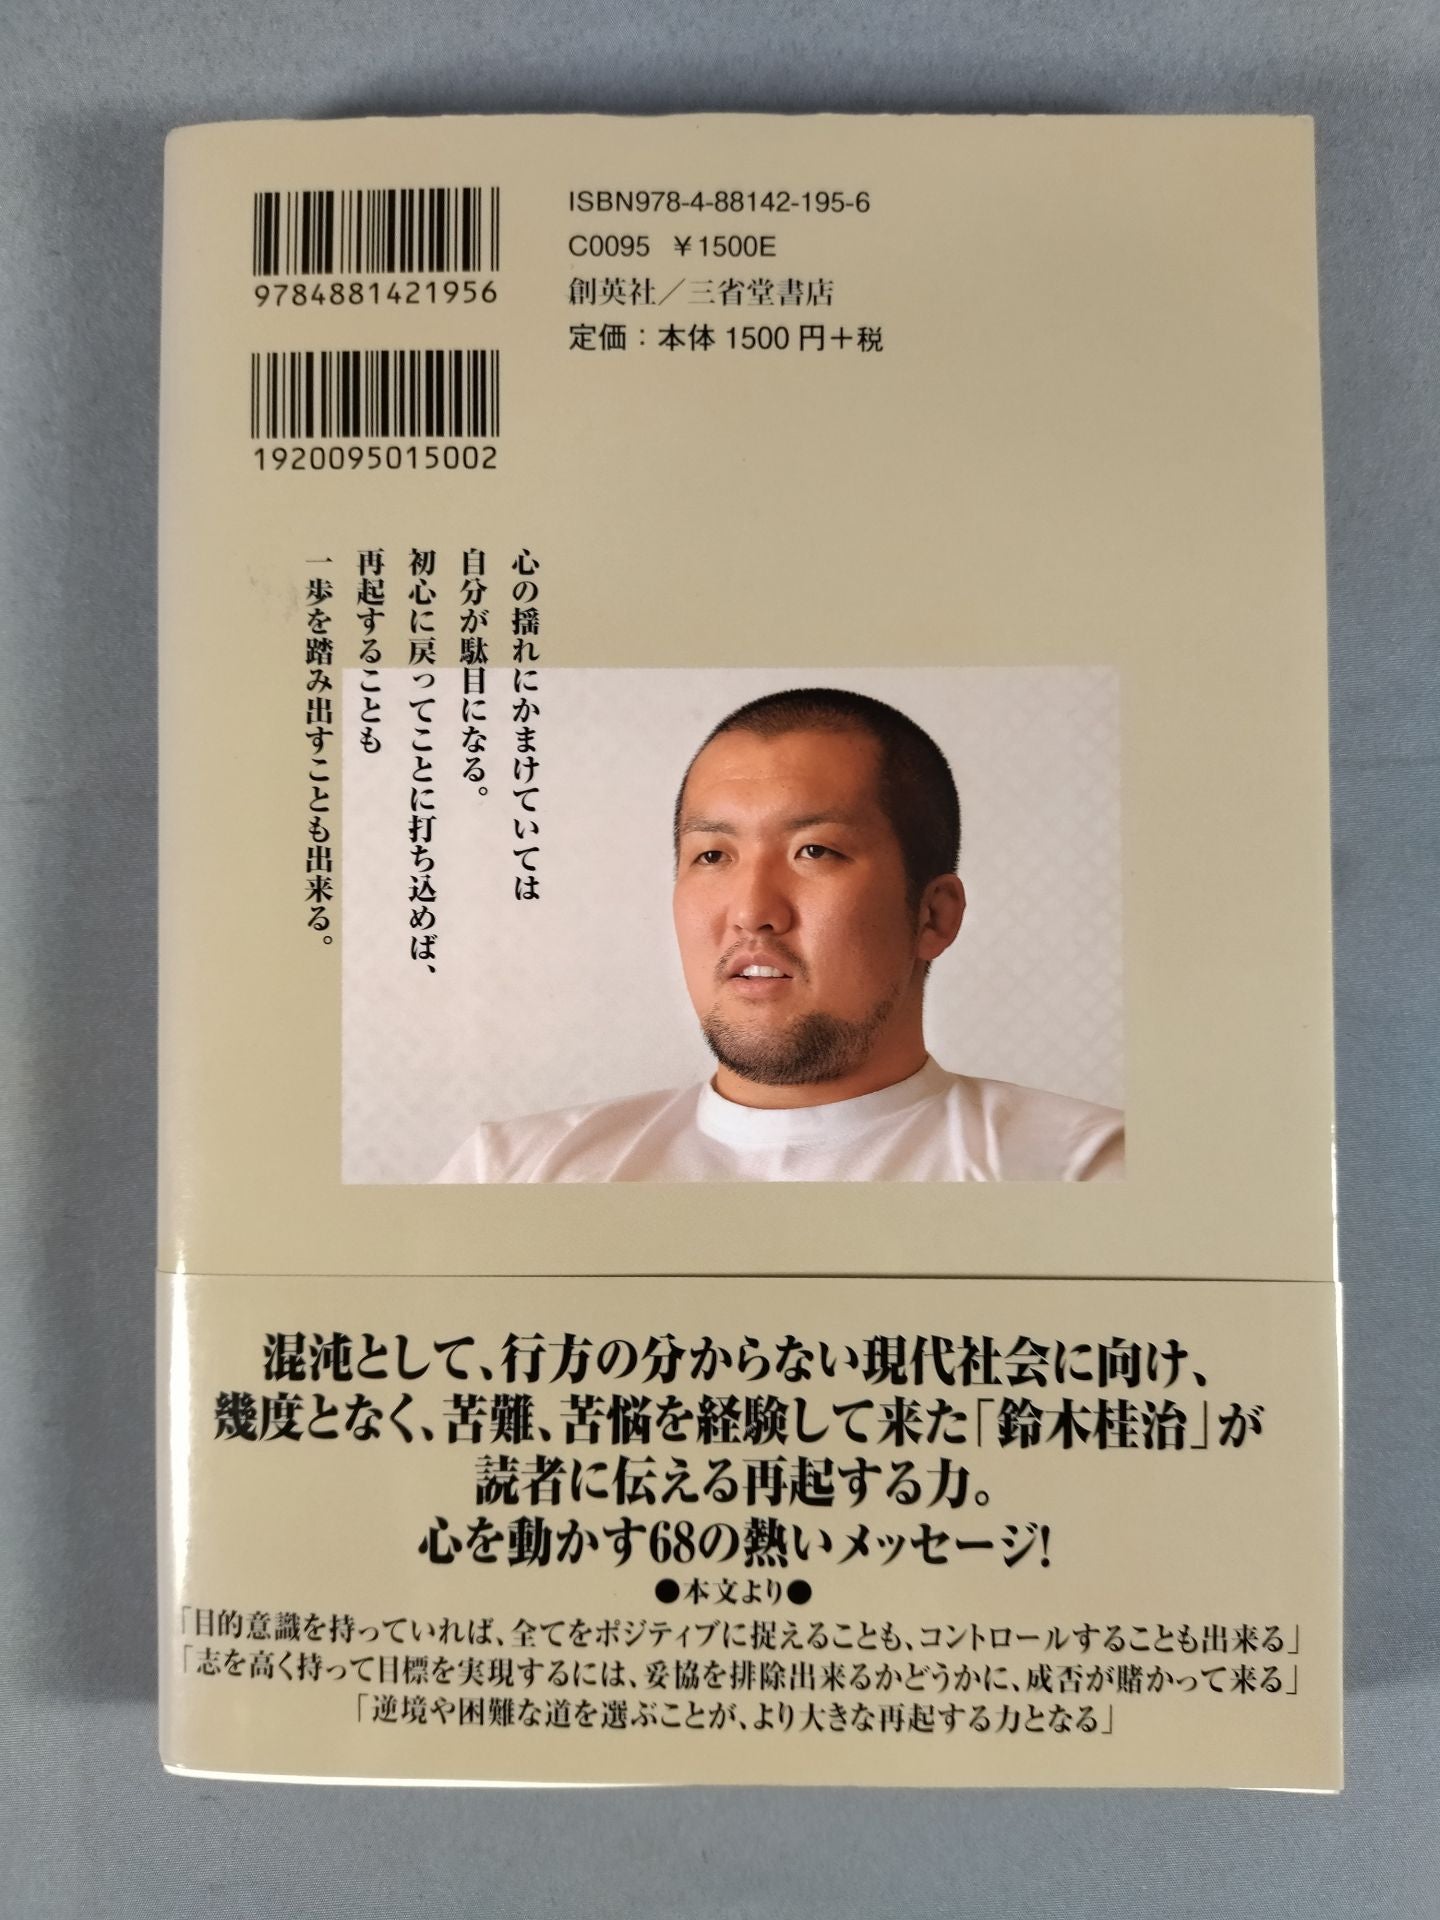 ISBN978-4-88142-195-6
C0095 ¥1500E
創英社／三省堂書店
定価：本体1500円＋税
9784881421956
1920095015002
心の揺れにかまけていては
自分が駄目になる。
初心に戻ってことに打ち込めば、
再起することも
一歩を踏み出すことも出来る。
混沌として、行方の分からない現代社会に向け、
幾度となく、苦難、苦悩を経験して来た「鈴木桂治」が
読者に伝える再起する力。
心を動かす68の熱いメッセージ!
●本文より●
「目的意識を持っていれば、全てをポジティブに捉えることも、コントロールすることも出来る」
「志を高く持って目標を実現するには、妥協を排除出来るかどうかに、成否が賭かって来る」
「逆境や困難な道を選ぶことが、より大きな再起する力となる」